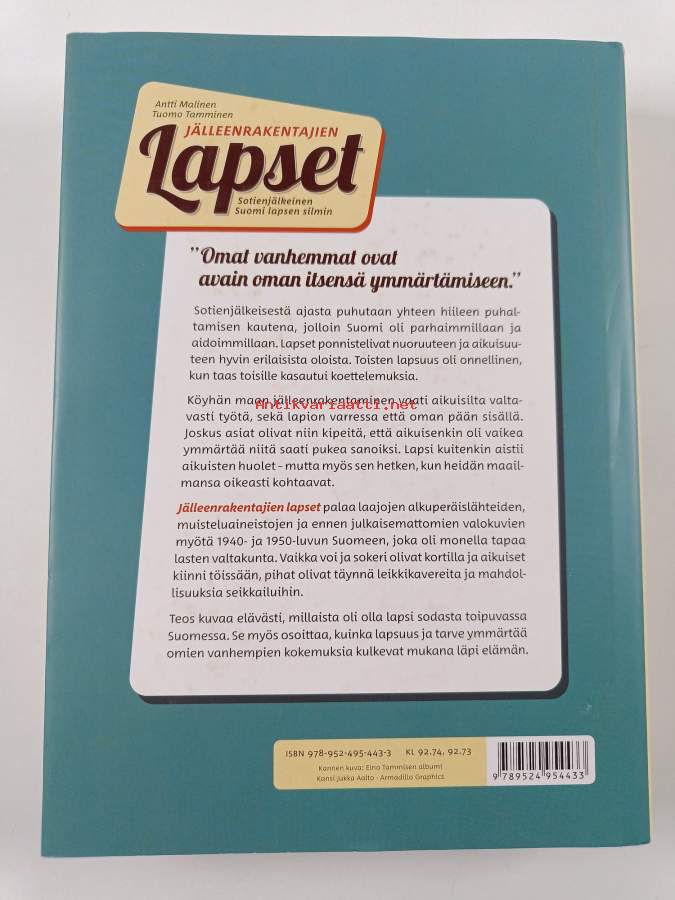 Antti Malinen
Tuomo Tamminen
JÄLLEENRAKENTAJIEN
Lapset
Sotienjälkeinen
Suomi lapsen silmin
"Omat vanhemmat ovat
avain oman itsensä ymmärtämiseen."
Sotienjälkeisestä ajasta puhutaan yhteen hiileen puhal-
tamisen kautena, jolloin Suomi oli parhaimmillaan ja
aidoimmillaan. Lapset ponnistelivat nuoruuteen ja aikuisuu-
teen hyvin erilaisista oloista. Toisten lapsuus oli onnellinen,
kun taas toisille kasautui koettelemuksia.
Köyhän maan jälleenrakentaminen vaati aikuisilta valta-
Antikvariaatti.net
vasti työtä, sekä lapion varressa että oman pään sisällä.
Joskus asiat olivat niin kipeitä, että aikuisenkin oli vaikea
ymmärtää niitä saati pukea sanoiksi. Lapsi kuitenkin aistii
aikuisten huolet – mutta myös sen hetken, kun heidän maail-
mansa oikeasti kohtaavat.
Jälleenrakentajien lapset palaa laajojen alkuperäislähteiden,
muisteluaineistojen ja ennen julkaisemattomien valokuvien
myötä 1940- ja 1950-luvun Suomeen, joka oli monella tapaa
lasten valtakunta. Vaikka voi ja sokeri olivat kortilla ja aikuiset
kiinni töissään, pihat olivat täynnä leikkikavereita ja mahdol-
lisuuksia seikkailuihin.
Teos kuvaa elävästi, millaista oli olla lapsi sodasta toipuvassa
Suomessa. Se myös osoittaa, kuinka lapsuus ja tarve ymmärtää
omien vanhempien kokemuksia kulkevat mukana läpi elämän.
ISBN 978-952-495-443-3 KL 92.74, 92.73
Kannen kuva: Eino Tammisen albumi
Kansi Jukka Aalto · Armadillo Graphics
9 789524 954433